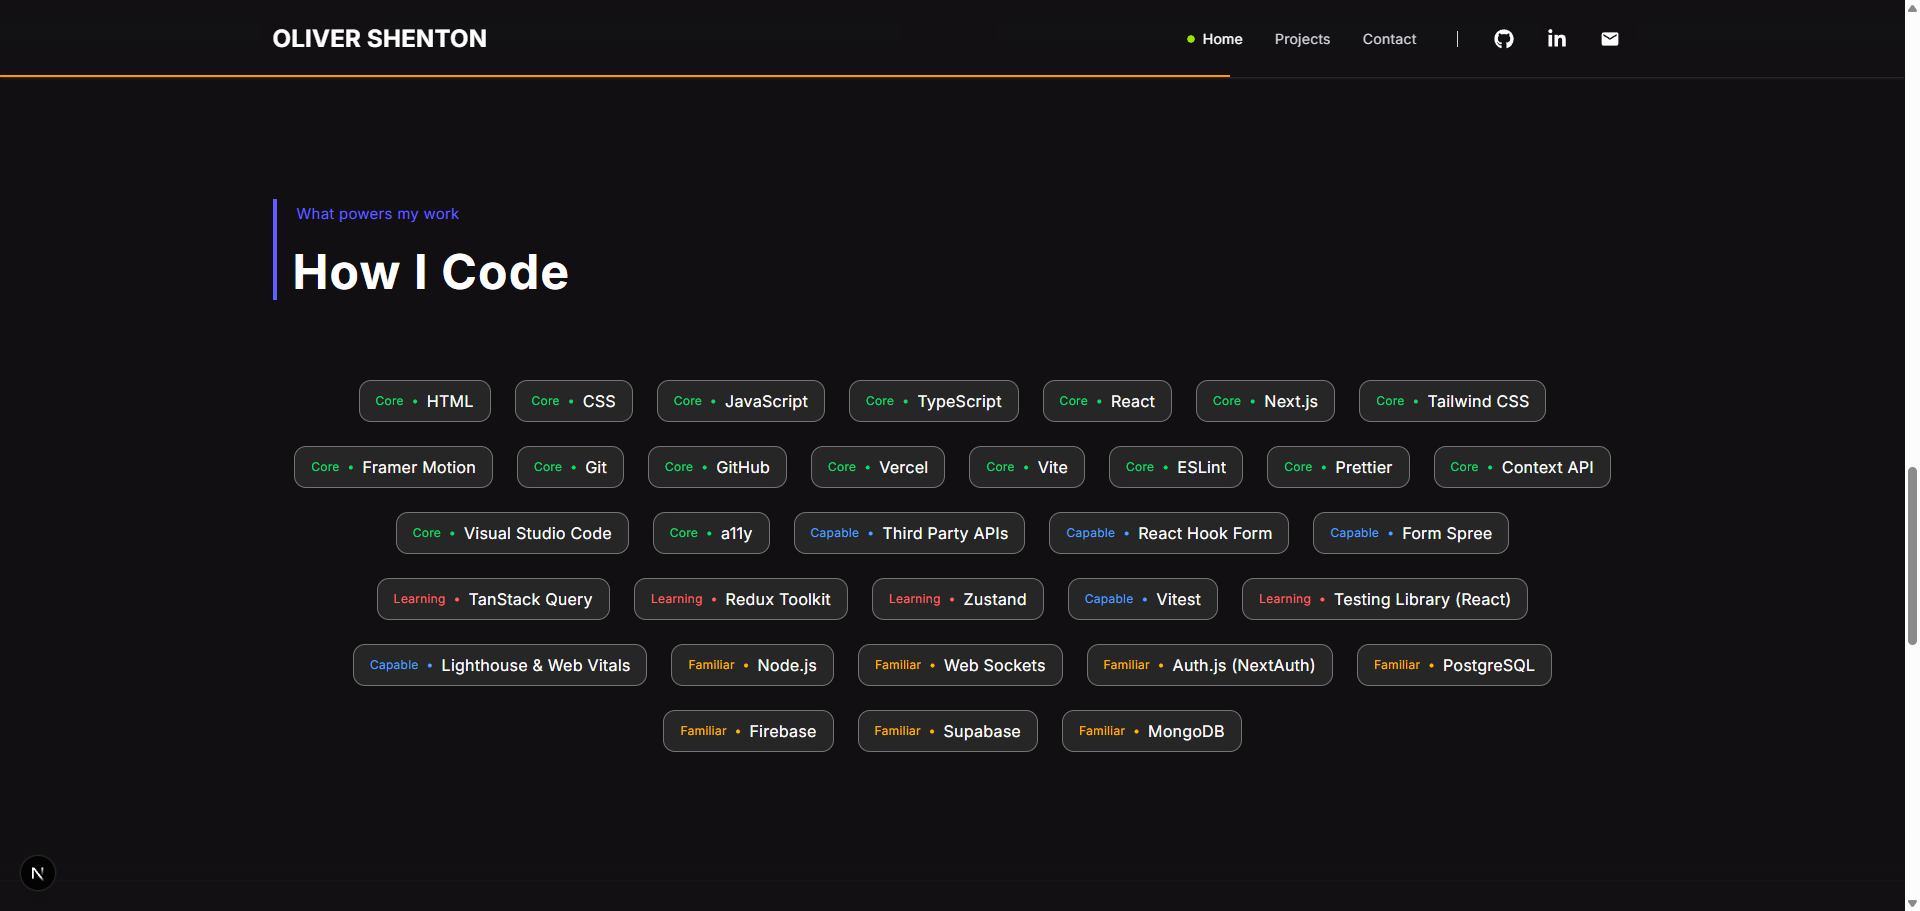 OLIVER SHENTON
• Home Projects Contact |
What powers my work
How I Code
Core • HTML Core • CSS Core • JavaScript Core • TypeScript Core • React Core • Next.js Core • Tailwind CSS
Core • Framer Motion Core • Git Core • GitHub Core • Vercel Core • Vite Core • ESLint Core • Prettier Core • Context API
Core • Visual Studio Code Core • a11y Capable • Third Party APIs Capable • React Hook Form Capable • Form Spree
Learning • TanStack Query Learning • Redux Toolkit Learning • Zustand Capable • Vitest Learning • Testing Library (React)
Capable • Lighthouse & Web Vitals Familiar • Node.js Familiar • Web Sockets Familiar • Auth.js (NextAuth) Familiar • PostgreSQL
Familiar • Firebase Familiar • Supabase Familiar • MongoDB
N